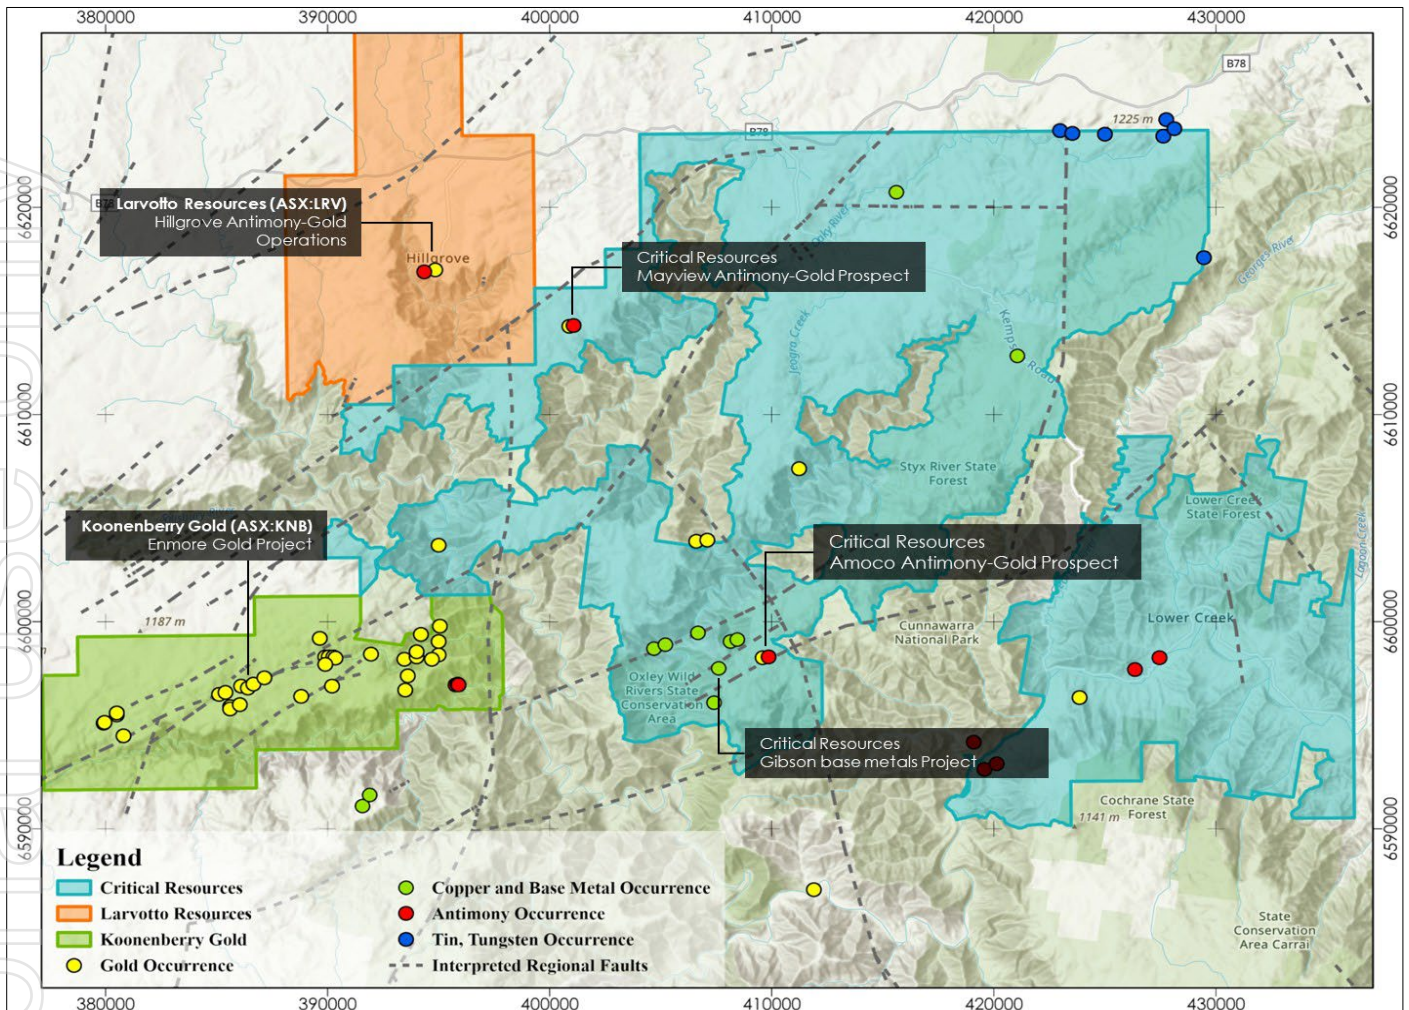 380000
390000
400000
410000
420000
430000
B78
B78
1225 m
6620000
6620000
Larvotto Resources (ASX:LRV)
Hillgrove Antimony-Gold
Operations
Hillgrove
Critical Resources
Mayview Antimony-Gold Prospect
Oaky River
Georges River
Jeogra Creek
Kemps
Road
6610000
6610000
Styx River State
Forest
Lower Creek
State Forest
Koonenberry Gold (ASX:KNB)
Enmore Gold Project
Critical Resources
Amoco Antimony-Gold Prospect
Lagoon Creek
1187 m
6600000
6600000
Cunnawarra
National Park
Lower Creek
Oxley Wild
Rivers State
Conservation
Area
Critical Resources
Gibson base metals Project
Cochrane State
Forest
1141 m
6590000
6590000
State
Conservation
Area Carrai
Legend
Critical Resources
Larvotto Resources
Koonenberry Gold
Gold Occurrence
Copper and Base Metal Occurrence
Antimony Occurrence
Tin, Tungsten Occurrence
Interpreted Regional Faults
380000
390000
400000
410000
420000
430000